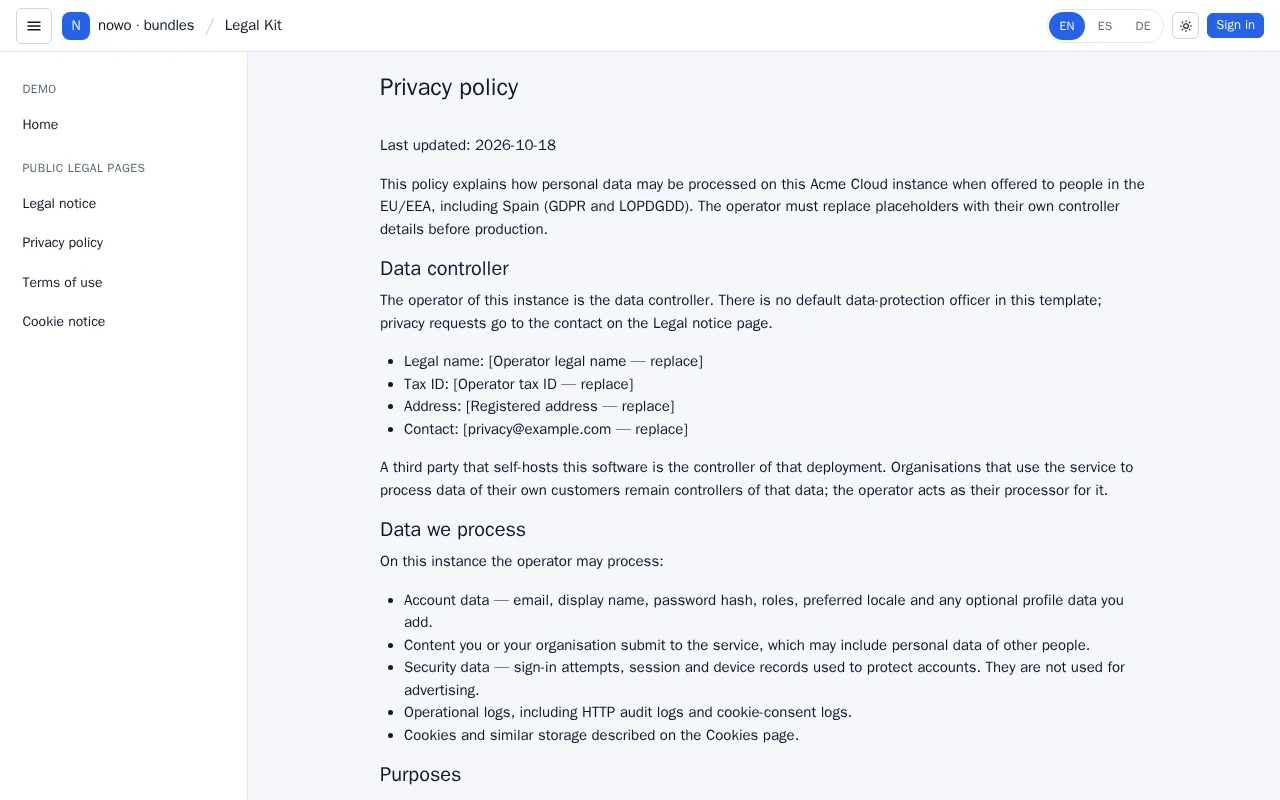 N nowo · bundles / Legal Kit
EN ES DE Sign in
DEMO
Home
PUBLIC LEGAL PAGES
Legal notice
Privacy policy
Terms of use
Cookie notice
Privacy policy
Last updated: 2026-10-18
This policy explains how personal data may be processed on this Acme Cloud instance when offered to people in the
EU/EEA, including Spain (GDPR and LOPDGDD). The operator must replace placeholders with their own controller
details before production.
Data controller
The operator of this instance is the data controller. There is no default data-protection officer in this template;
privacy requests go to the contact on the Legal notice page.
• Legal name: [Operator legal name — replace]
• Tax ID: [Operator tax ID — replace]
• Address: [Registered address — replace]
• Contact: [privacy@example.com — replace]
A third party that self-hosts this software is the controller of that deployment. Organisations that use the service to
process data of their own customers remain controllers of that data; the operator acts as their processor for it.
Data we process
On this instance the operator may process:
• Account data — email, display name, password hash, roles, preferred locale and any optional profile data you
add.
• Content you or your organisation submit to the service, which may include personal data of other people.
• Security data — sign-in attempts, session and device records used to protect accounts. They are not used for
advertising.
• Operational logs, including HTTP audit logs and cookie-consent logs.
• Cookies and similar storage described on the Cookies page.
Purposes